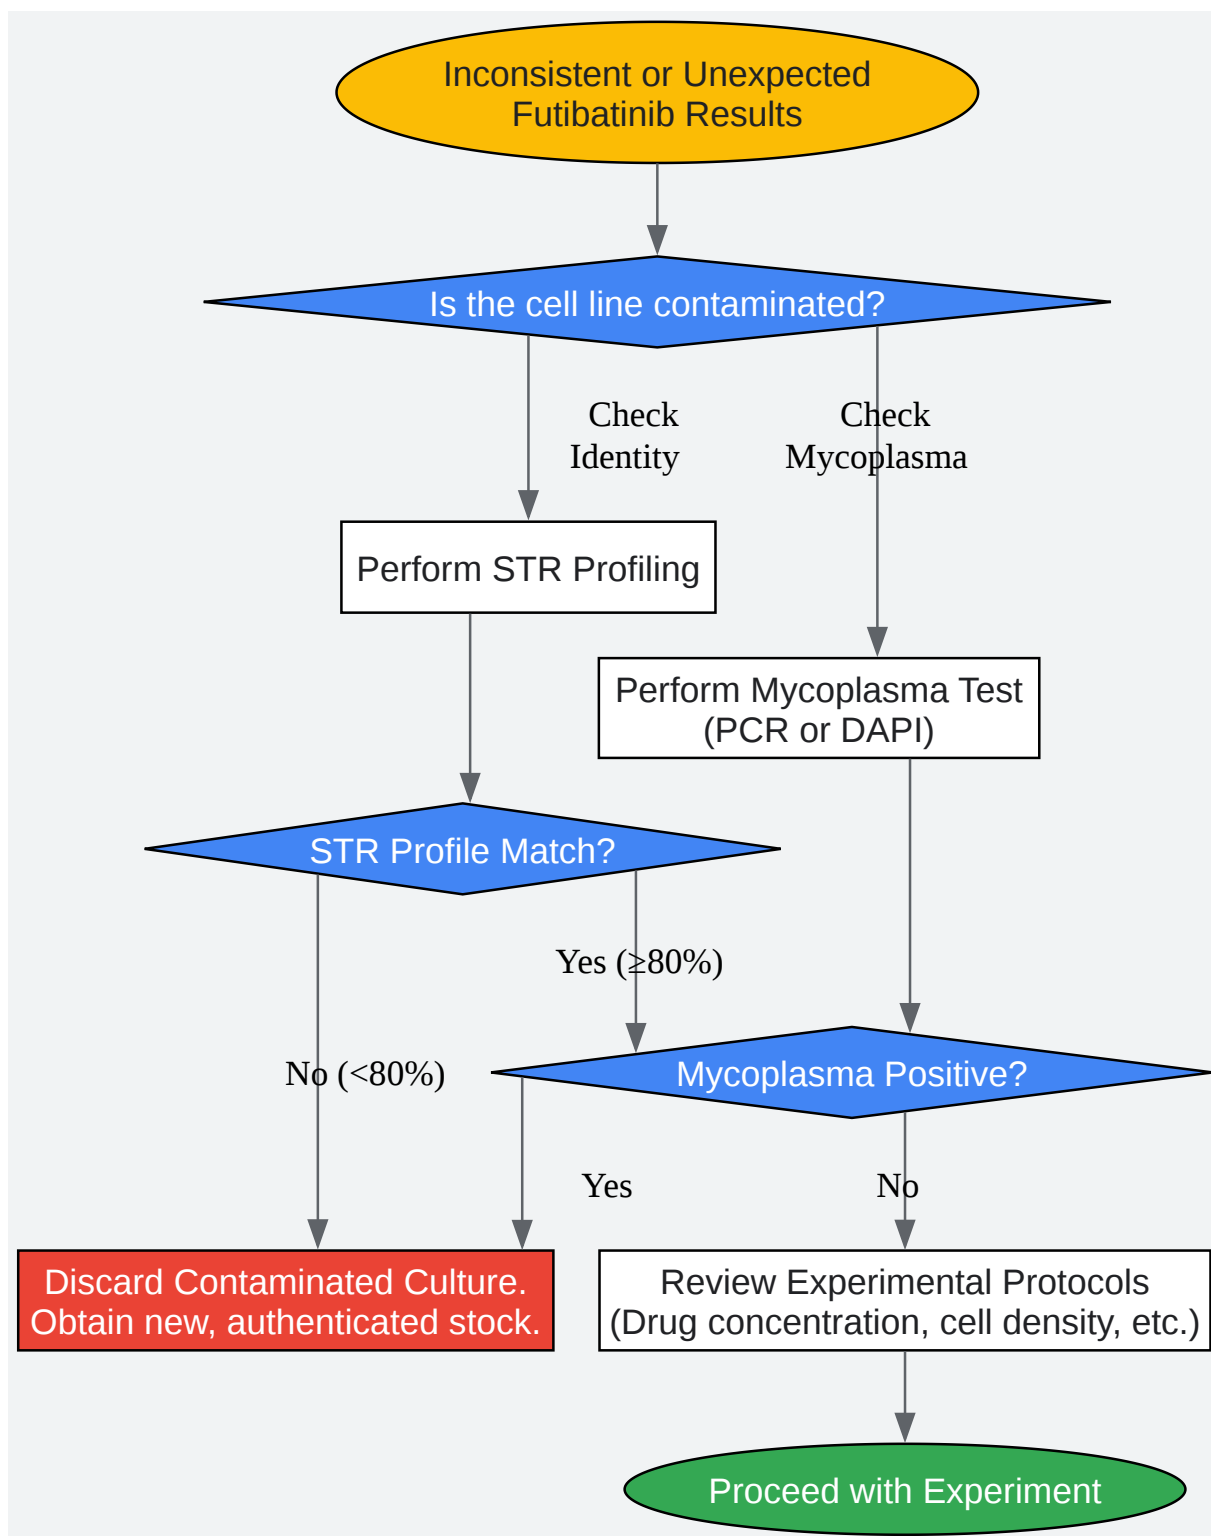 Inconsistent or Unexpected
Futibatinib Results
Is the cell line contaminated?
Check
Identity
Check
Mycoplasma
Perform STR Profiling
Perform Mycoplasma Test
(PCR or DAPI)
STR Profile Match?
Yes (≥80%)
No (<80%)
Mycoplasma Positive?
Yes
No
Discard Contaminated Culture.
Obtain new, authenticated stock.
Review Experimental Protocols
(Drug concentration, cell density, etc.)
Proceed with Experiment